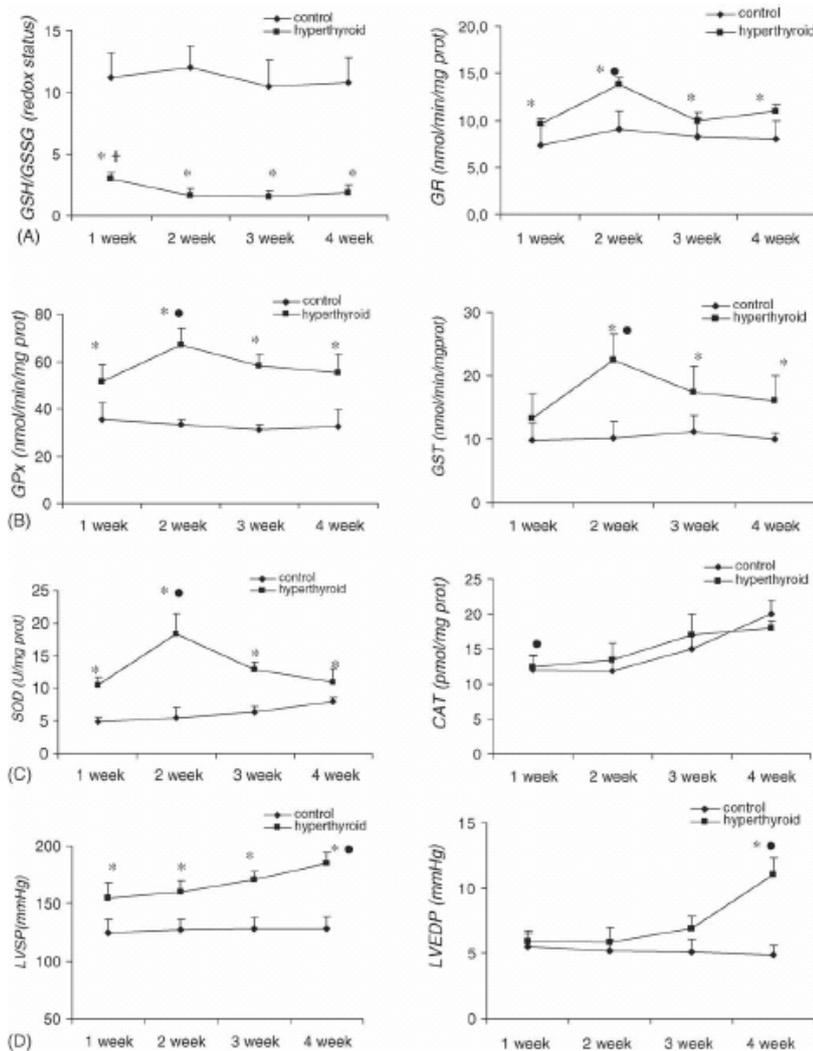 control
hyperthyroid
GSH/GSSG (redox status)
15
10
5
0
* ‡
*
*
*
1 week
2 week
3 week
4 week
(A)
control
hyperthyroid
GR (nmol/min/mg prot)
20,0
15,0
10,0
5,0
0,0
*
* ●
*
*
1 week
2 week
3 week
4 week
control
hyperthyroid
GPx (nmol/min/mg prot)
80
60
40
20
0
*
* ●
*
*
1 week
2 week
3 week
4 week
(B)
control
hyperthyroid
GST (nmol/min/mgprot)
30
20
10
0
* ●
*
*
1 week
2 week
3 week
4 week
control
hyperthyroid
SOD (U/mg prot)
25
20
15
10
5
0
*
* ●
*
*
1 week
2 week
3 week
4 week
(C)
control
hyperthyroid
CAT (pmol/mg prot)
25
20
15
10
5
0
●
1 week
2 week
3 week
4 week
control
hyperthyroid
LVSP(mmHg)
200
150
100
50
*
*
*
* ●
1 week
2 week
3 week
4 week
(D)
control
hyperthyroid
LVEDP (mmHg)
15
10
5
0
* ●
1 week
2 week
3 week
4 week